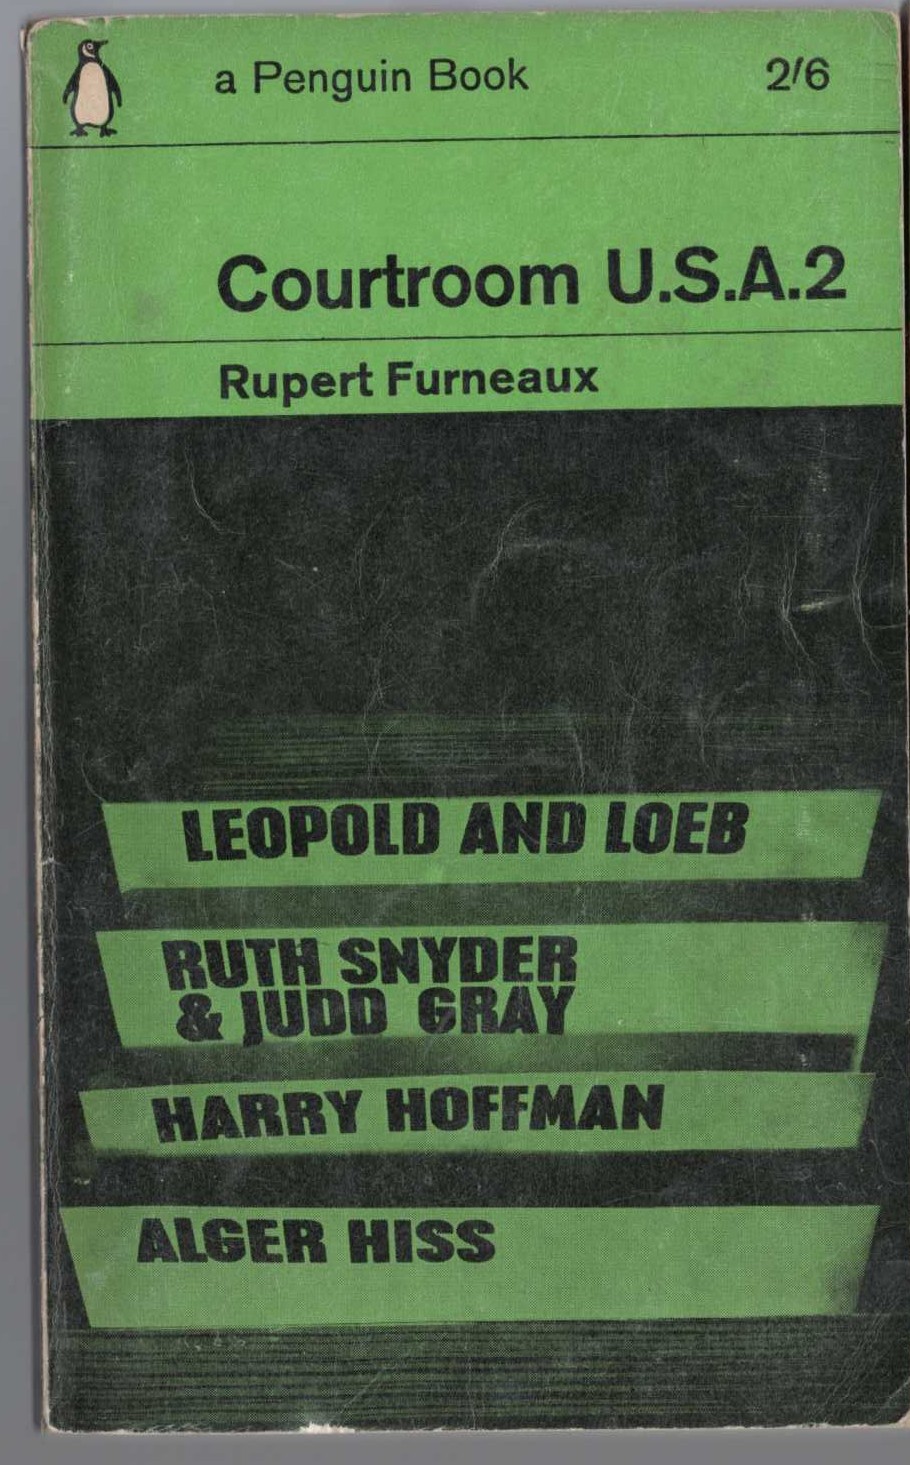 a Penguin Book 2/6
Courtroom U.S.A.2
Rupert Furneaux
LEOPOLD AND LOEB
RUTH SNYDER
& JUDD GRAY
HARRY HOFFMAN
ALGER HISS